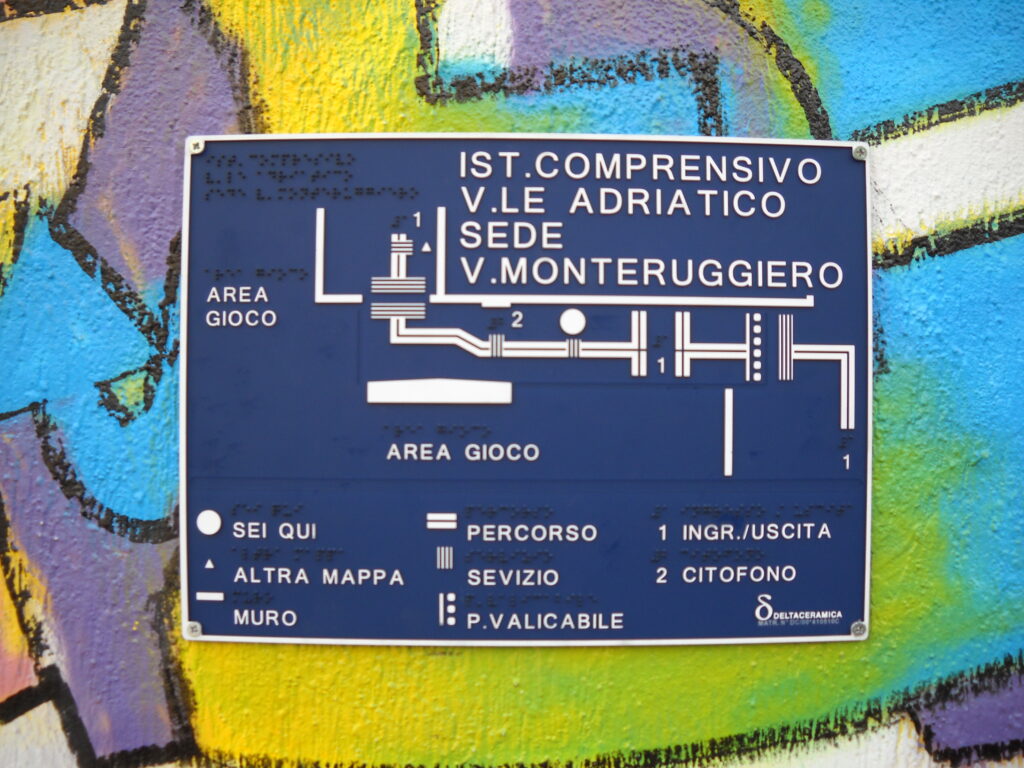 IST.COMPRENSIVO
V.LE ADRIATICO
SEDE
V.MONTERUGGIERO
1
AREA
GIOCO
2
1
AREA GIOCO
1
SEI QUI
ALTRA MAPPA
MURO
PERCORSO
SEVIZIO
P.VALICABILE
1 INGR./USCITA
2 CITOFONO
δ DELTACERAMICA